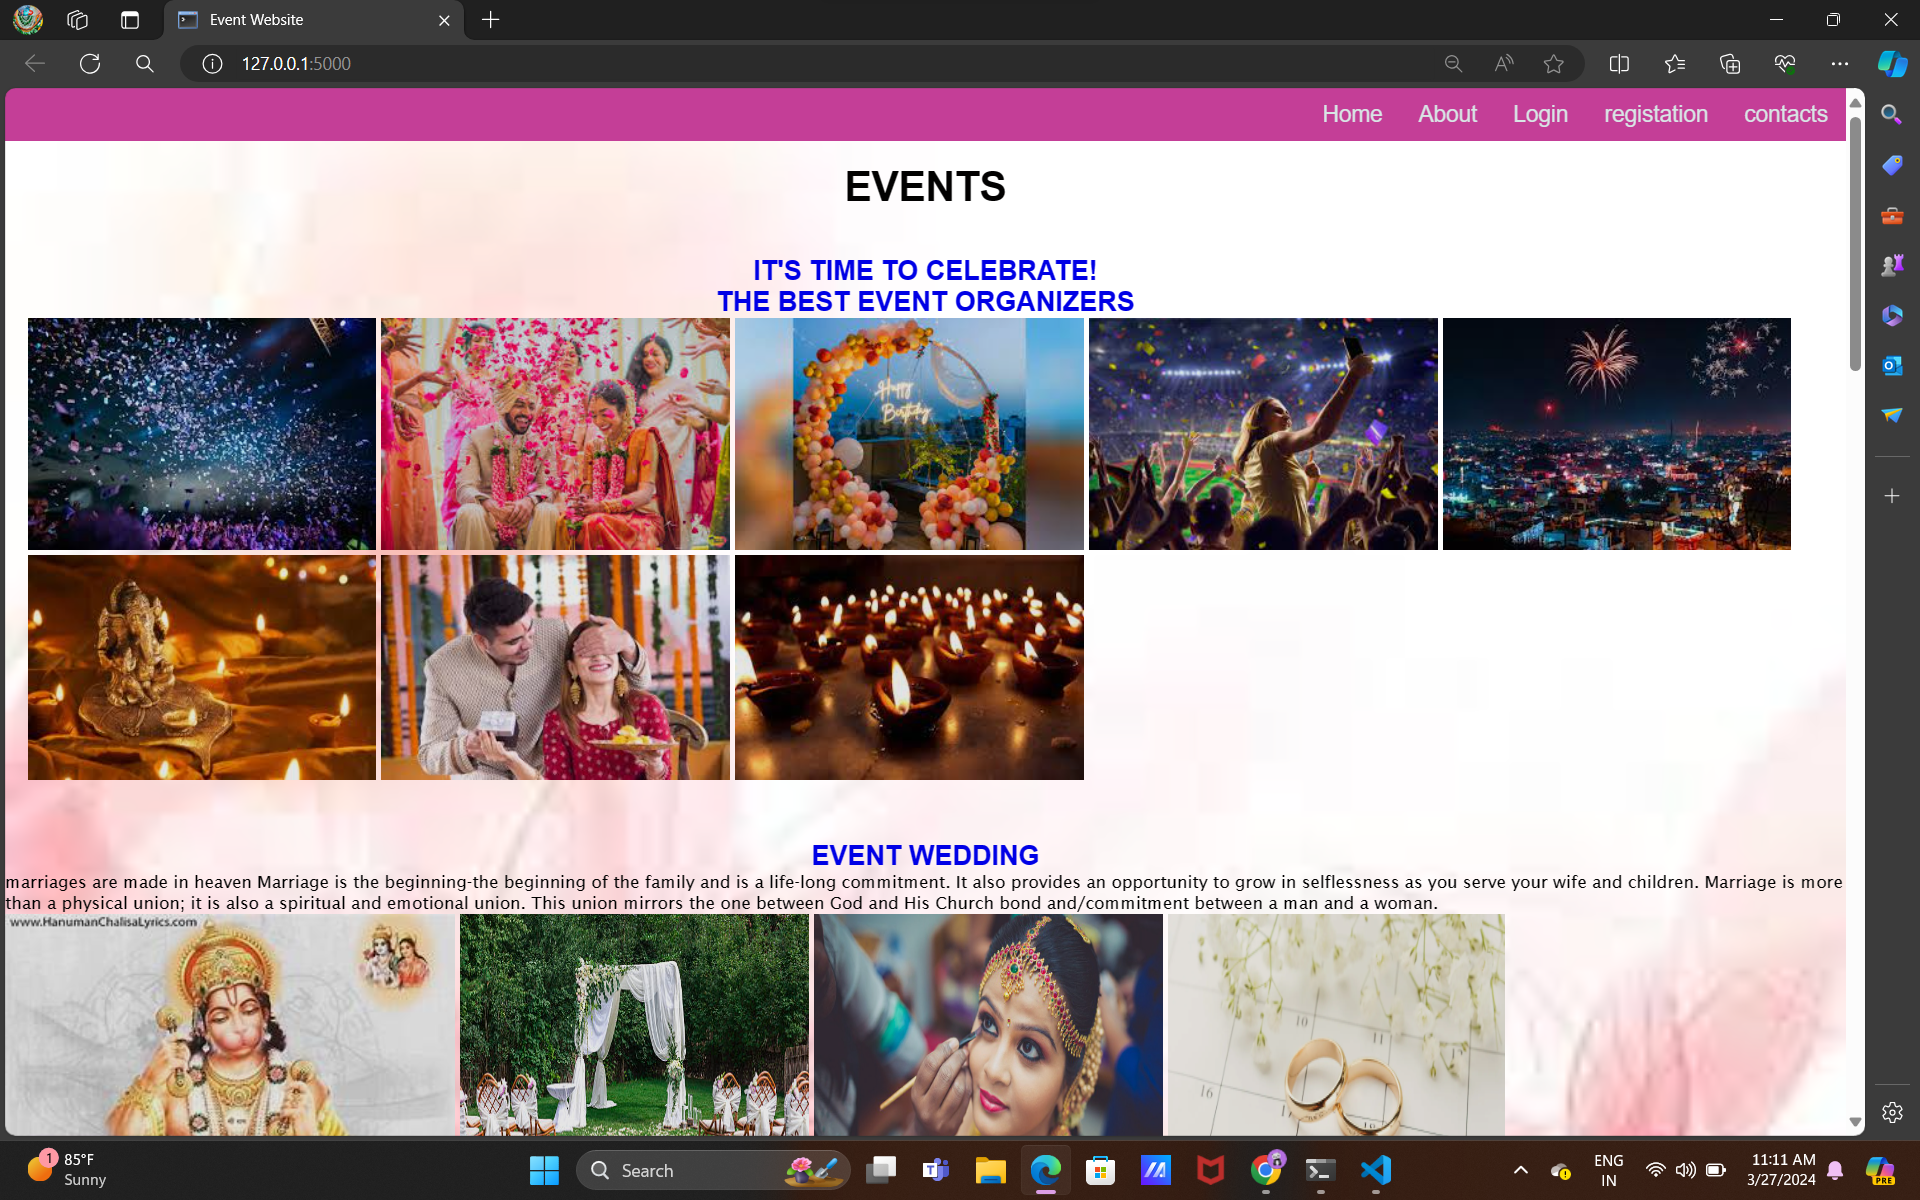 Event Website
127.0.0.1:5000
Home About Login registation contacts
EVENTS
IT'S TIME TO CELEBRATE!
THE BEST EVENT ORGANIZERS
Happy
Birthday
EVENT WEDDING
marriages are made in heaven Marriage is the beginning-the beginning of the family and is a life-long commitment. It also provides an opportunity to grow in selflessness as you serve your wife and children. Marriage is more
than a physical union; it is also a spiritual and emotional union. This union mirrors the one between God and His Church bond and/commitment between a man and a woman.
www.HanumanChalisaLyrics.com
10
11
16
1
85°F
Sunny
Search
ENG
IN
11:11 AM
3/27/2024
PRE